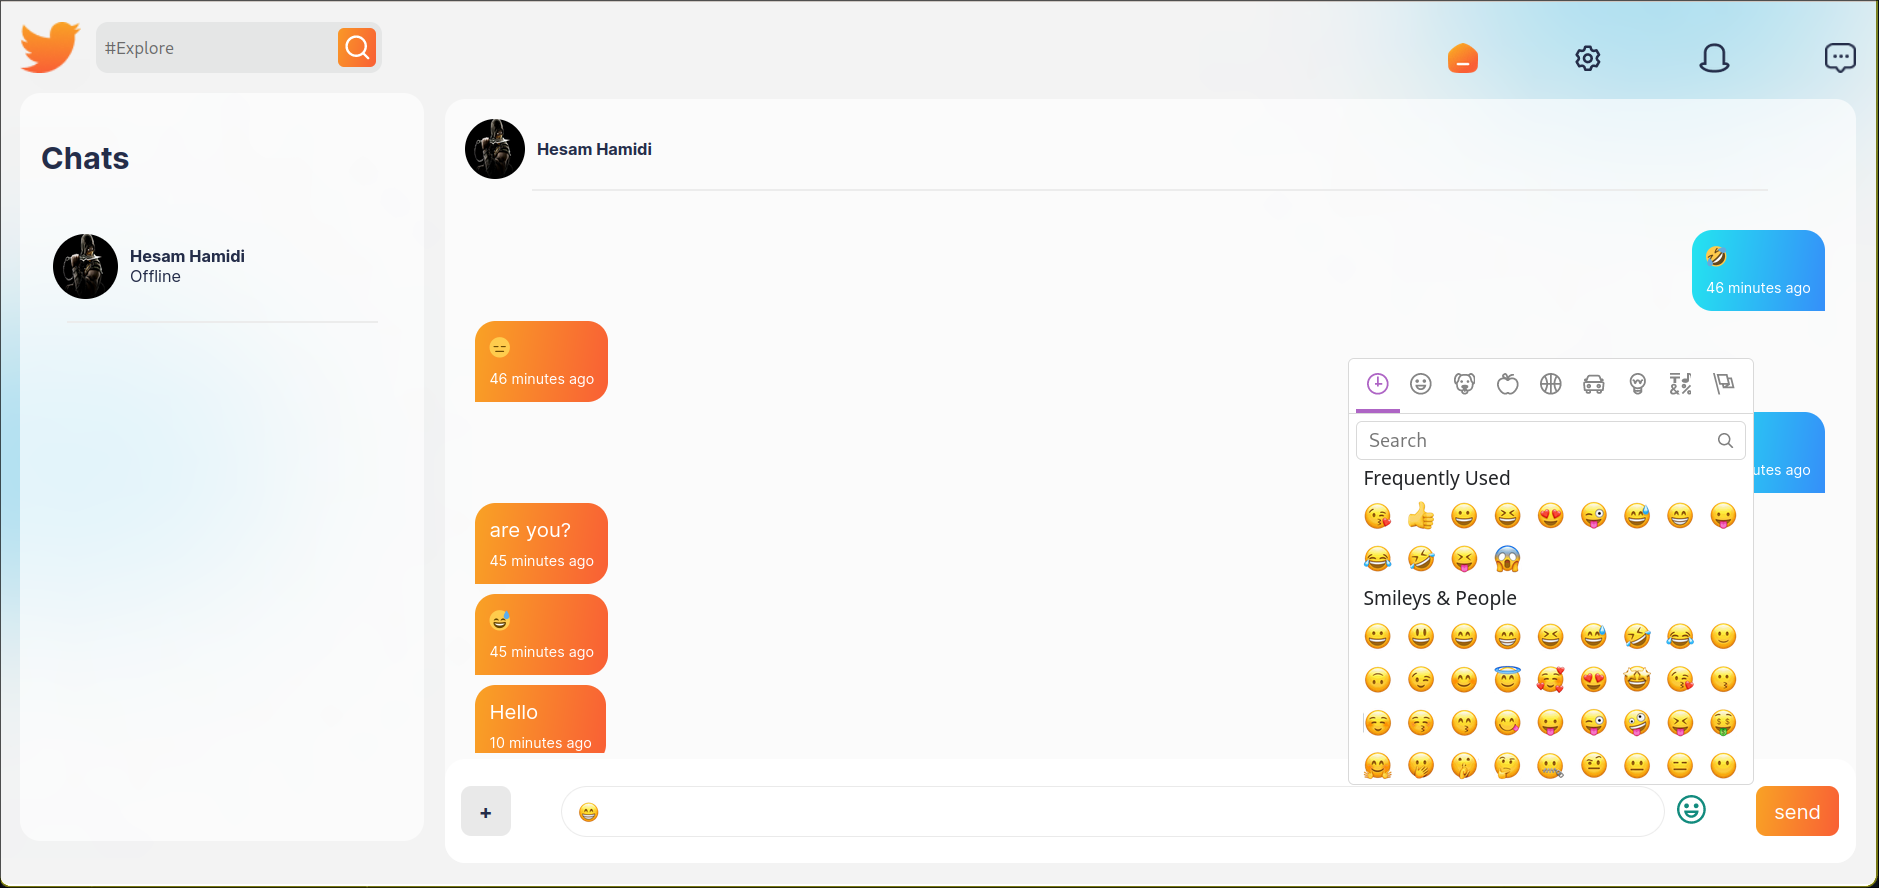 #Explore
Chats
Hesam Hamidi
Offline
Hesam Hamidi
🤣
46 minutes ago
😑
46 minutes ago
utes ago
are you?
45 minutes ago
😅
45 minutes ago
Hello
10 minutes ago
Search
Frequently Used
Smileys & People
+
😁
send